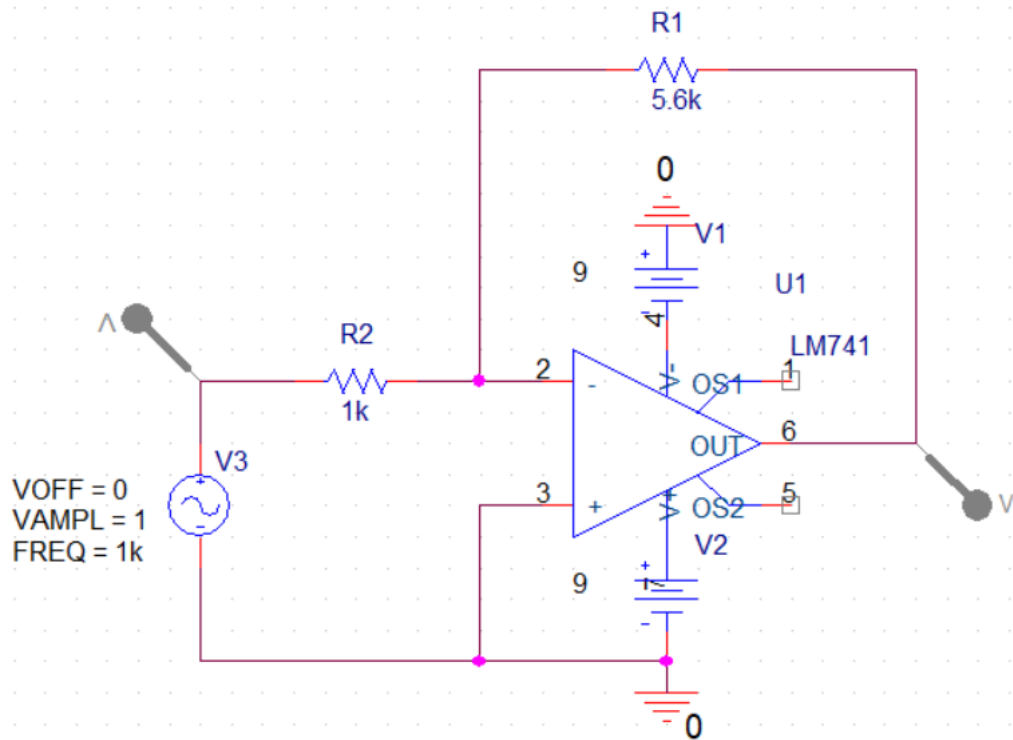 R1
5.6k
0
V1
9
U1
4
LM741
R2
1k
2
-
V-
OS1
1
OUT
6
V
V
V3
+
-
VOFF = 0
VAMPL = 1
FREQ = 1k
3
+
V+
OS2
5
V2
9
+
7
-
+
-
0